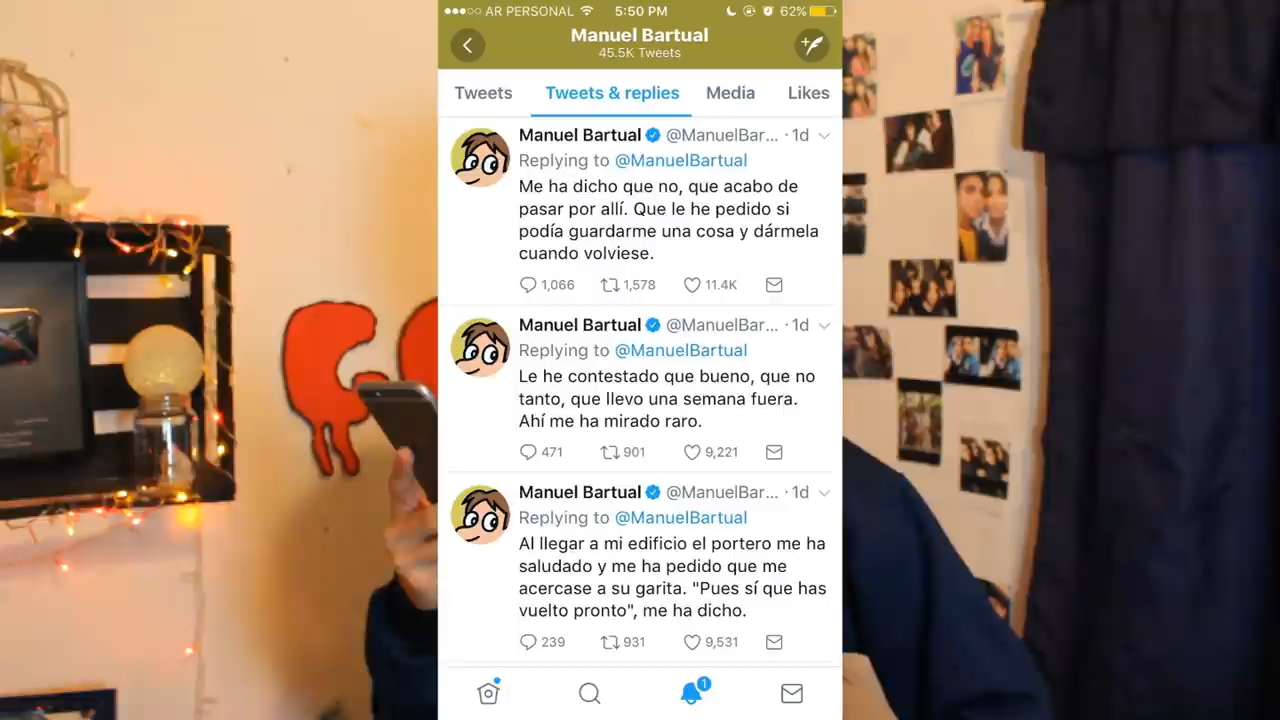 AR PERSONAL 5:50 PM 62%
Manuel Bartual
45.5K Tweets
Tweets Tweets & replies Media Likes
Manuel Bartual @ManuelBar... · 1d
Replying to @ManuelBartual
Me ha dicho que no, que acabo de
pasar por allí. Que le he pedido si
podía guardarme una cosa y dármela
cuando volviese.
1,066 1,578 11.4K
Manuel Bartual @ManuelBar... · 1d
Replying to @ManuelBartual
Le he contestado que bueno, que no
tanto, que llevo una semana fuera.
Ahí me ha mirado raro.
471 901 9,221
Manuel Bartual @ManuelBar... · 1d
Replying to @ManuelBartual
Al llegar a mi edificio el portero me ha
saludado y me ha pedido que me
acercase a su garita. "Pues sí que has
vuelto pronto", me ha dicho.
239 931 9,531
1